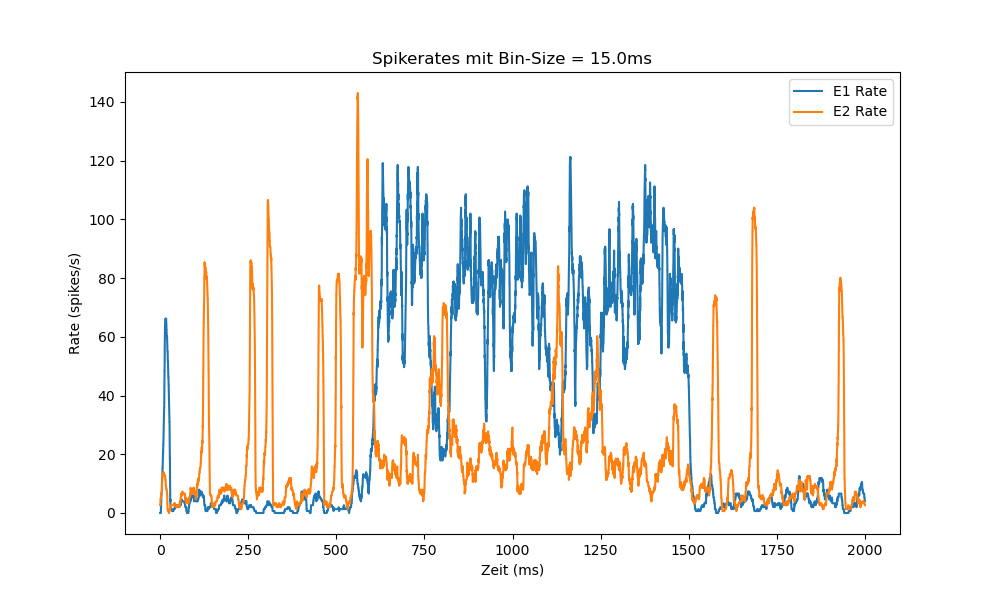 Spikerates mit Bin-Size = 15.0ms
E1 Rate
E2 Rate
140
120
100
80
60
40
20
0
Rate (spikes/s)
0 250 500 750 1000 1250 1500 1750 2000
Zeit (ms)